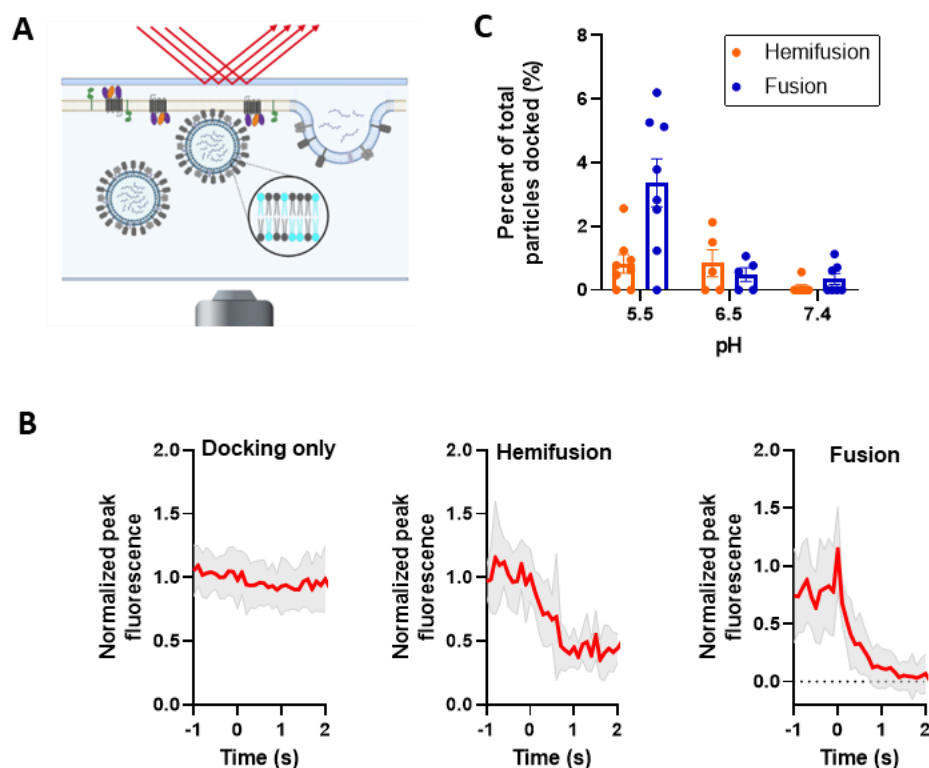 A
C
Percent of total
particles docked (%)
8
6
4
2
0
Hemifusion
Fusion
5.5
6.5
7.4
pH
B
Docking only
Normalized peak
fluorescence
2.0
1.5
1.0
0.5
0.0
-1
0
1
2
Time (s)
Hemifusion
Normalized peak
fluorescence
2.0
1.5
1.0
0.5
0.0
-1
0
1
2
Time (s)
Fusion
Normalized peak
fluorescence
2.0
1.5
1.0
0.5
0.0
-1
0
1
2
Time (s)